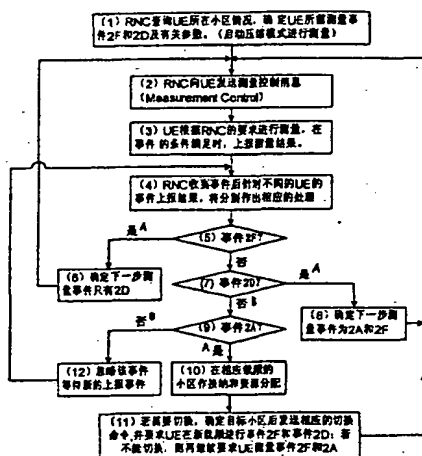 (1) RNC查询UE所在小区情况，确定UE所需测量事
件2F和2D及有关参数。（启动压缩模式进行测量）
(2) RNC向UE发送测量控制消息
（Measurement Control）
(3) UE根据RNC的要求进行测量，在
事件的条件满足时，上报测量结果。
(4) RNC收到事件后针对不同的UE的
事件上报结果，将分别作出相应的处理
是 A
(5) 事件2F?
否
(6) 确定下一步测
量事件只有2D
(7) 事件2D?
是 A
否 B
(8) 确定下一步测
量事件为2A和2F
否 B
(9) 事件2A?
A 是
(12) 忽略该事件
等待新的上报事件
(10) 在相应载频的
小区作接纳和资源分配
(11) 若需要切换，确定目标小区后发送相应的切换
命令，并要求UE在新载频进行事件2F和事件2D；若
不能切换，则再继续要求UE测量事件2F和2A